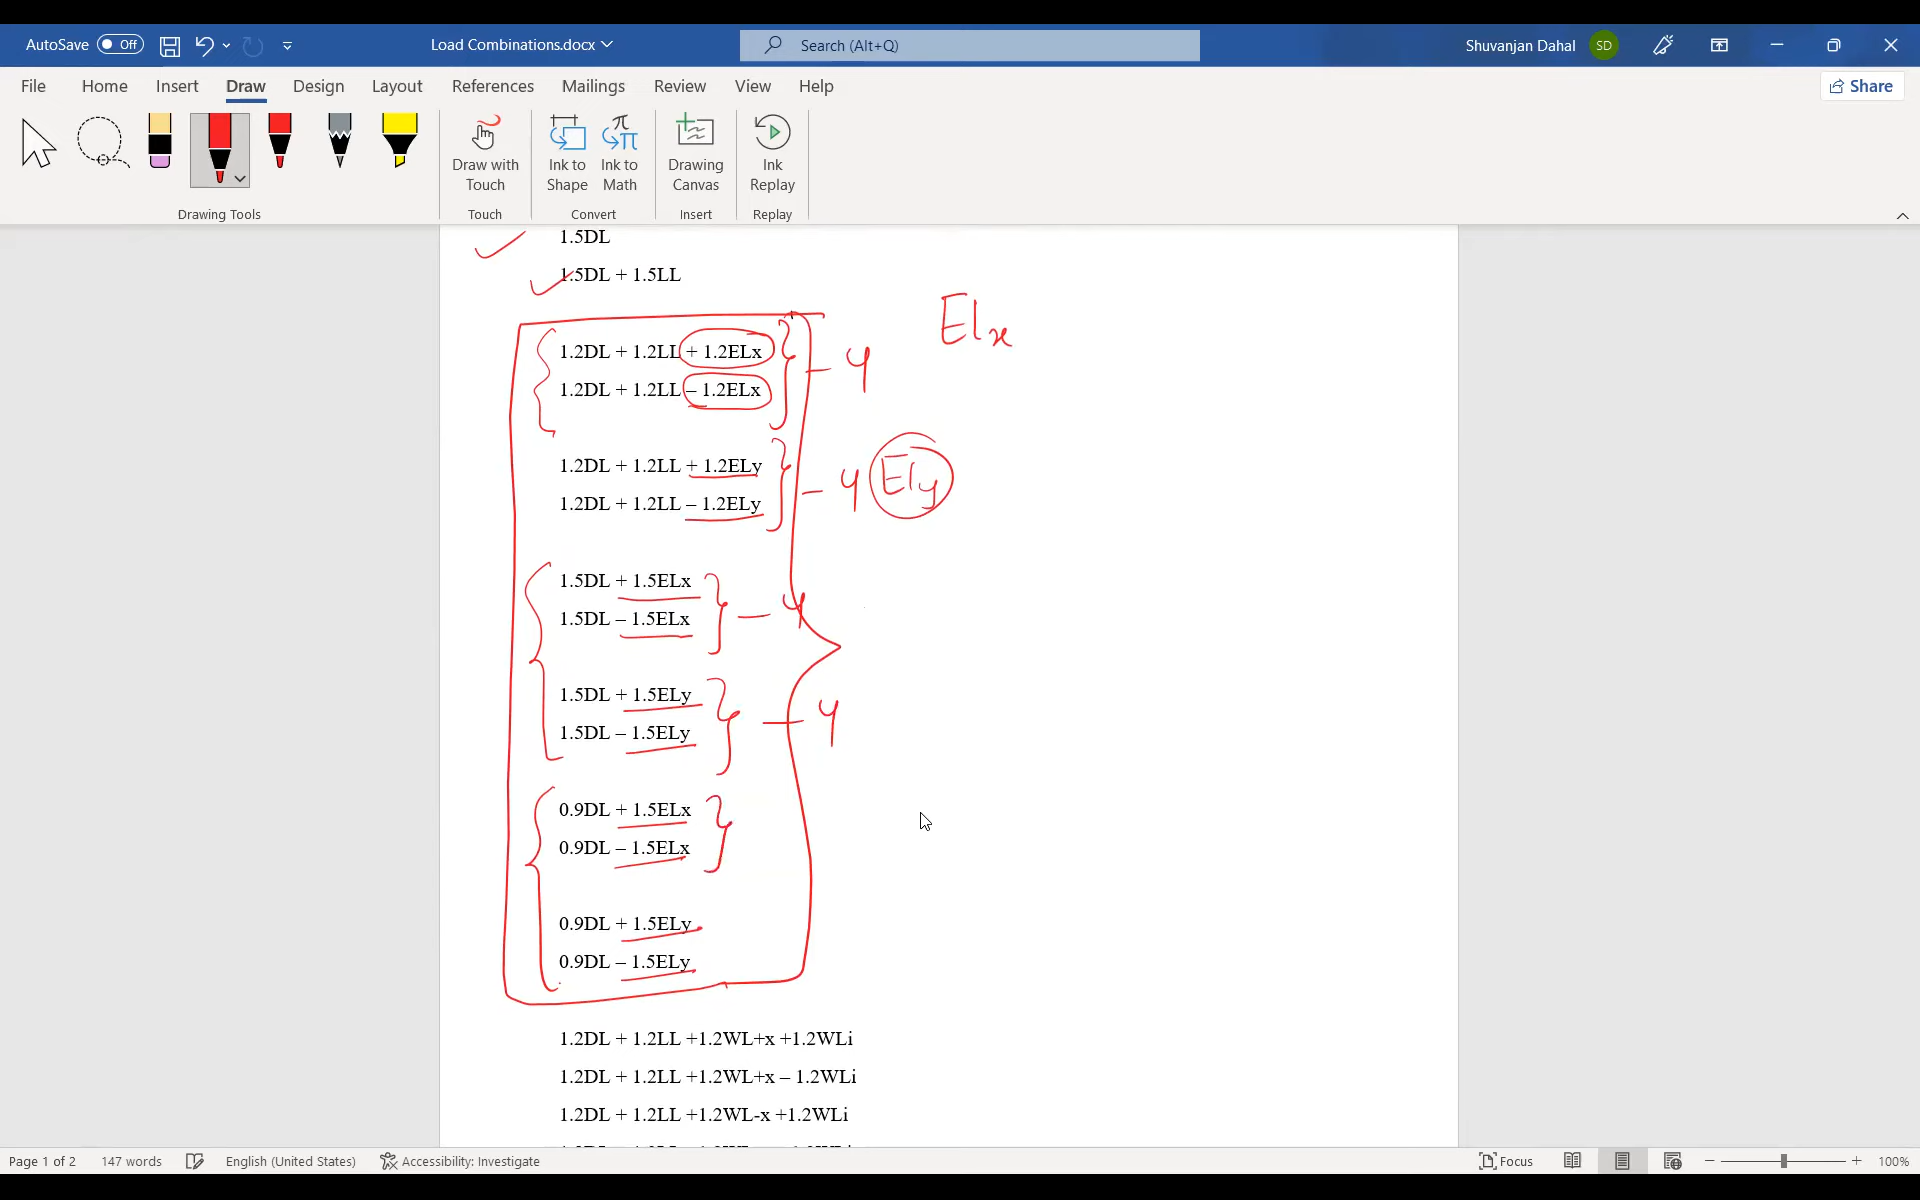 AutoSave Off Load Combinations.docx Search (Alt+Q) Shuvanjan Dahal SD
File Home Insert Draw Design Layout References Mailings Review View Help Share
Draw with Touch
Ink to Shape
Ink to Math
Drawing Canvas
Ink Replay
Drawing Tools Touch Convert Insert Replay
1.5DL
1.5DL + 1.5LL
ELx
1.2DL + 1.2LL + 1.2ELx
1.2DL + 1.2LL – 1.2ELx
– 4
1.2DL + 1.2LL + 1.2ELy
1.2DL + 1.2LL – 1.2ELy
– 4 ELy
1.5DL + 1.5ELx
1.5DL – 1.5ELx
– 4
1.5DL + 1.5ELy
1.5DL – 1.5ELy
– 4
0.9DL + 1.5ELx
0.9DL – 1.5ELx
0.9DL + 1.5ELy
0.9DL – 1.5ELy
1.2DL + 1.2LL +1.2WL+x +1.2WLi
1.2DL + 1.2LL +1.2WL+x – 1.2WLi
1.2DL + 1.2LL +1.2WL-x +1.2WLi
Page 1 of 2 147 words English (United States) Accessibility: Investigate Focus 100%